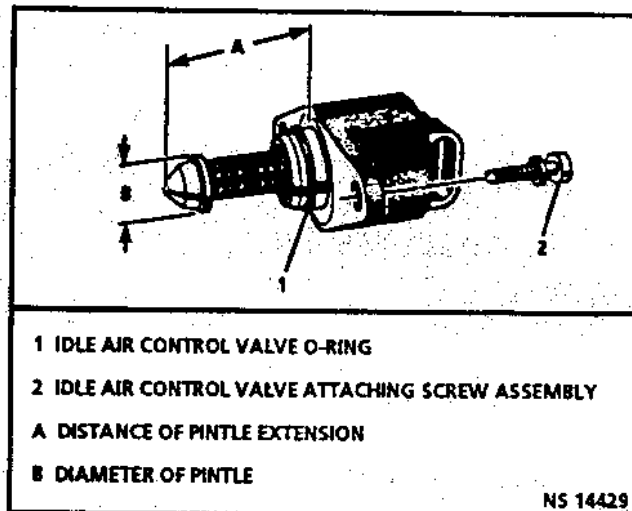 A
B
1
2
1 IDLE AIR CONTROL VALVE O-RING
2 IDLE AIR CONTROL VALVE ATTACHING SCREW ASSEMBLY
A DISTANCE OF PINTLE EXTENSION
B DIAMETER OF PINTLE
NS 14429